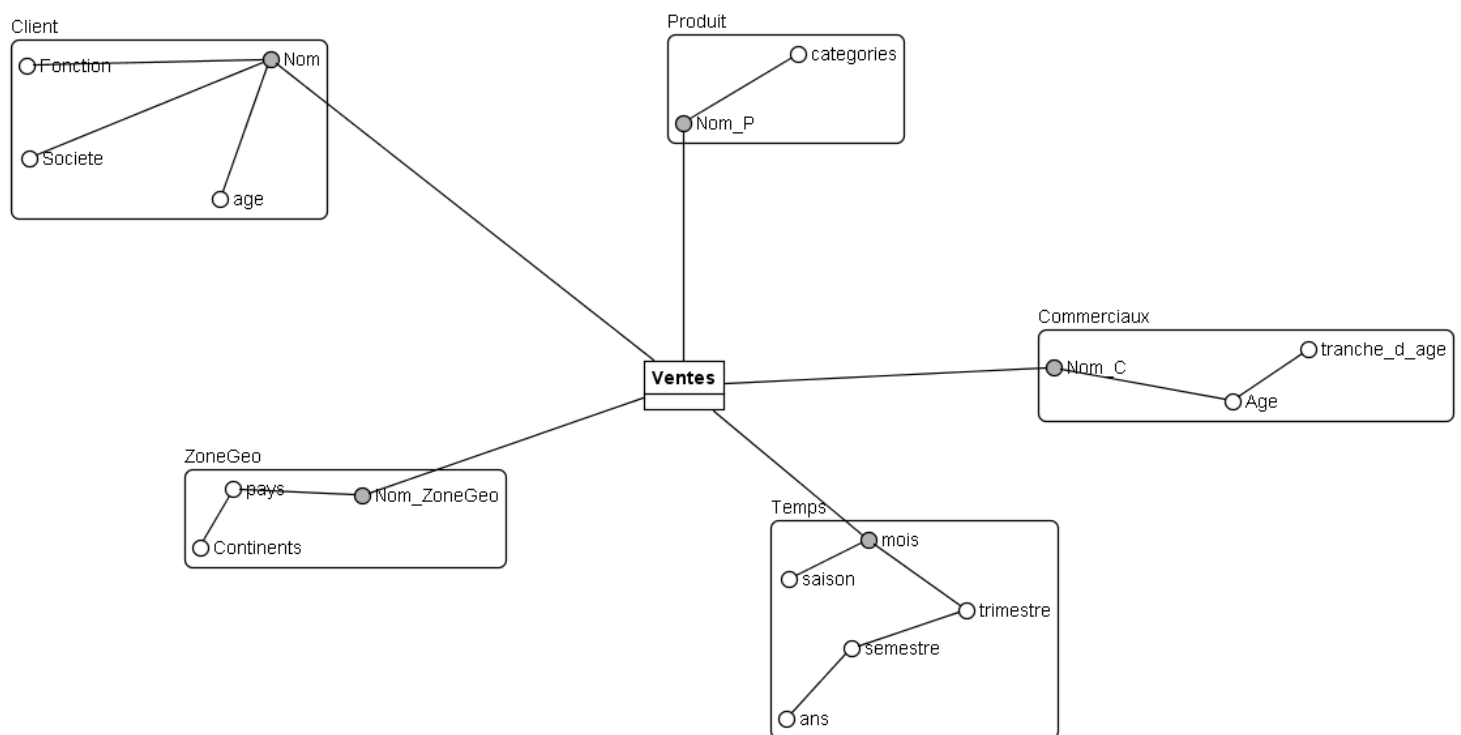 Client
Fonction
Nom
Societe
age
Produit
categories
Nom_P
Ventes
Commerciaux
tranche_d_age
Nom_C
Age
ZoneGeo
pays
Nom_ZoneGeo
Continents
Temps
mois
saison
trimestre
semestre
ans